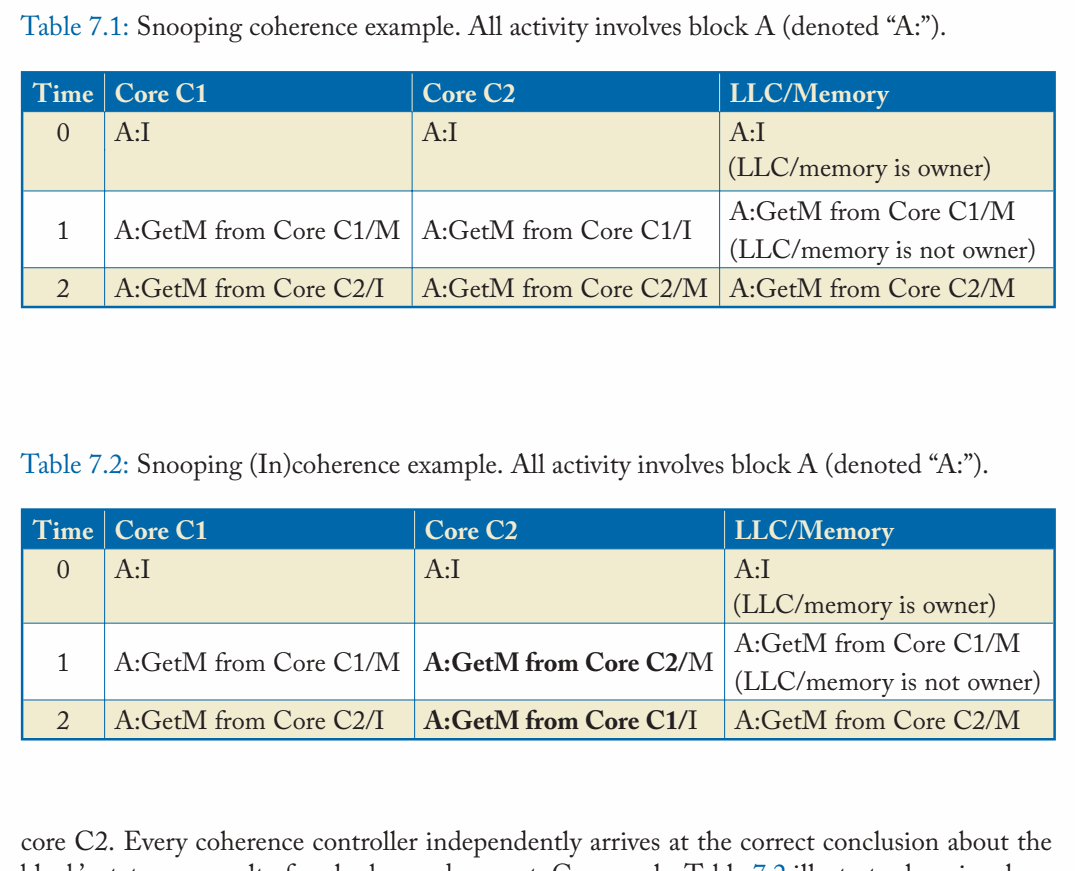 Table 7.1: Snooping coherence example. All activity involves block A (denoted “A:”).
Time Core C1 Core C2 LLC/Memory
0 A:I A:I A:I
(LLC/memory is owner)
1 A:GetM from Core C1/M A:GetM from Core C1/I A:GetM from Core C1/M
(LLC/memory is not owner)
2 A:GetM from Core C2/I A:GetM from Core C2/M A:GetM from Core C2/M
Table 7.2: Snooping (In)coherence example. All activity involves block A (denoted “A:”).
Time Core C1 Core C2 LLC/Memory
0 A:I A:I A:I
(LLC/memory is owner)
1 A:GetM from Core C1/M A:GetM from Core C2/M A:GetM from Core C1/M
(LLC/memory is not owner)
2 A:GetM from Core C2/I A:GetM from Core C1/I A:GetM from Core C2/M
core C2. Every coherence controller independently arrives at the correct conclusion about the